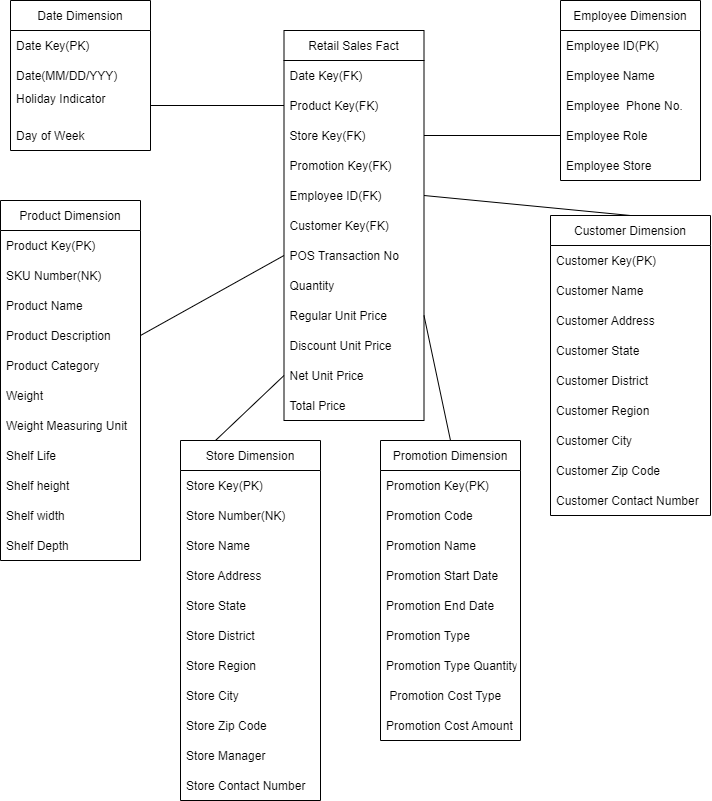 Date Dimension
Date Key(PK)
Date(MM/DD/YYY)
Holiday Indicator
Day of Week
Retail Sales Fact
Date Key(FK)
Product Key(FK)
Store Key(FK)
Promotion Key(FK)
Employee ID(FK)
Customer Key(FK)
POS Transaction No
Quantity
Regular Unit Price
Discount Unit Price
Net Unit Price
Total Price
Employee Dimension
Employee ID(PK)
Employee Name
Employee  Phone No.
Employee Role
Employee Store
Product Dimension
Product Key(PK)
SKU Number(NK)
Product Name
Product Description
Product Category
Weight
Weight Measuring Unit
Shelf Life
Shelf height
Shelf width
Shelf Depth
Customer Dimension
Customer Key(PK)
Customer Name
Customer Address
Customer State
Customer District
Customer Region
Customer City
Customer Zip Code
Customer Contact Number
Store Dimension
Store Key(PK)
Store Number(NK)
Store Name
Store Address
Store State
Store District
Store Region
Store City
Store Zip Code
Store Manager
Store Contact Number
Promotion Dimension
Promotion Key(PK)
Promotion Code
Promotion Name
Promotion Start Date
Promotion End Date
Promotion Type
Promotion Type Quantity
Promotion Cost Type
Promotion Cost Amount